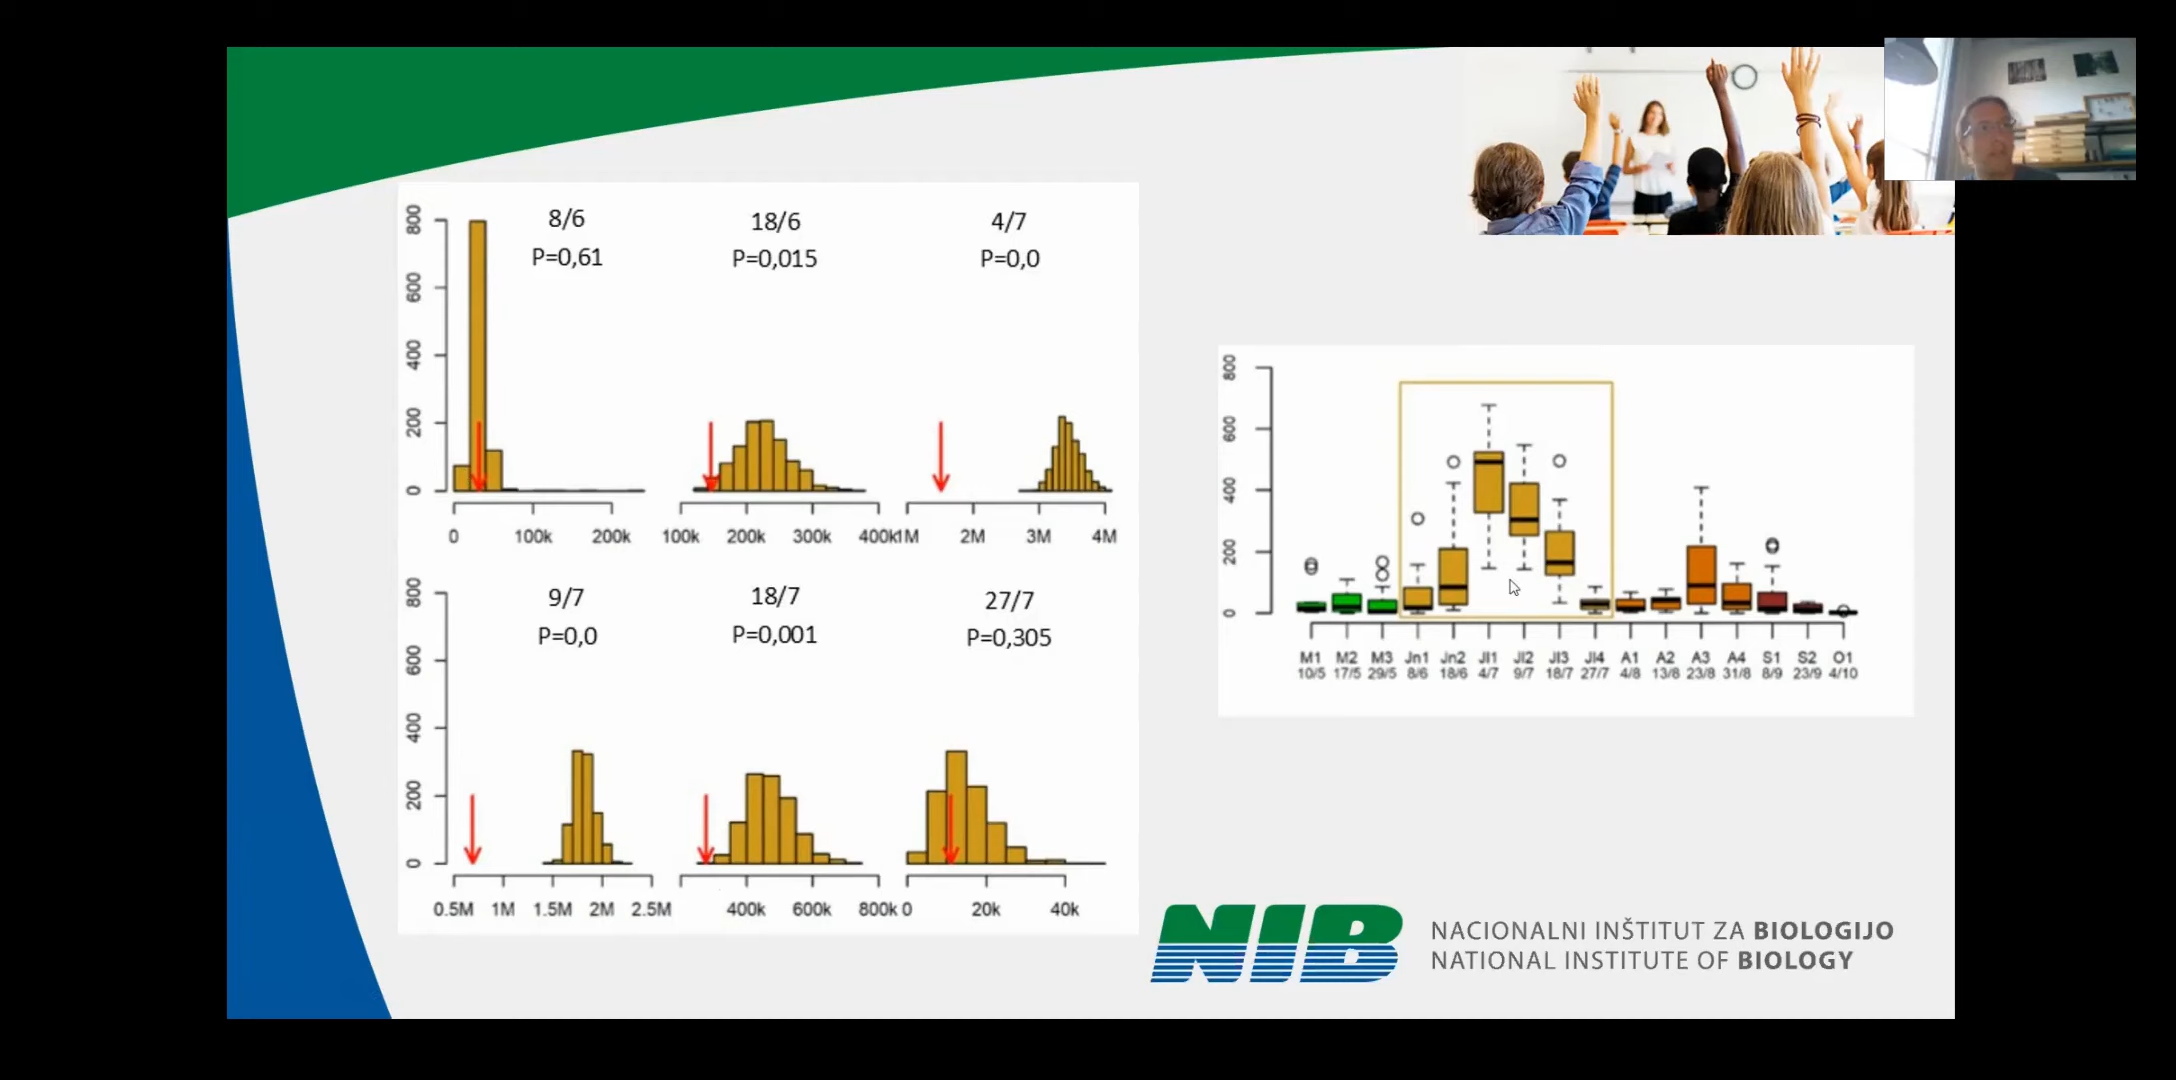 8/6
P=0,61
18/6
P=0,015
4/7
P=0,0
800
600
400
200
0
0 100k 200k
100k 200k 300k 400k
1M 2M 3M 4M
9/7
P=0,0
18/7
P=0,001
27/7
P=0,305
800
600
400
200
0
0.5M 1M 1.5M 2M 2.5M
400k 600k 800k
0 20k 40k
800
600
400
200
0
M1 M2 M3 Jn1 Jn2 Jl1 Jl2 Jl3 Jl4 A1 A2 A3 A4 S1 S2 O1
10/5 17/5 29/5 8/6 18/6 4/7 9/7 18/7 27/7 4/8 13/8 23/8 31/8 8/9 23/9 4/10
NIB
NACIONALNI INŠTITUT ZA BIOLOGIJO
NATIONAL INSTITUTE OF BIOLOGY